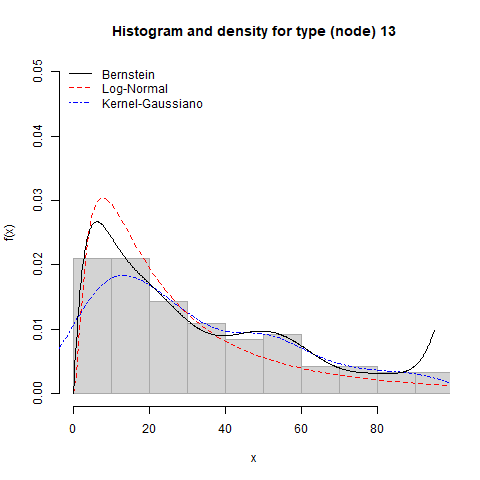 Histogram and density for type (node) 13
0.05
Bernstein
Log-Normal
Kernel-Gaussiano
0.04
0.03
f(x)
0.02
0.01
0.00
0 20 40 60 80
x